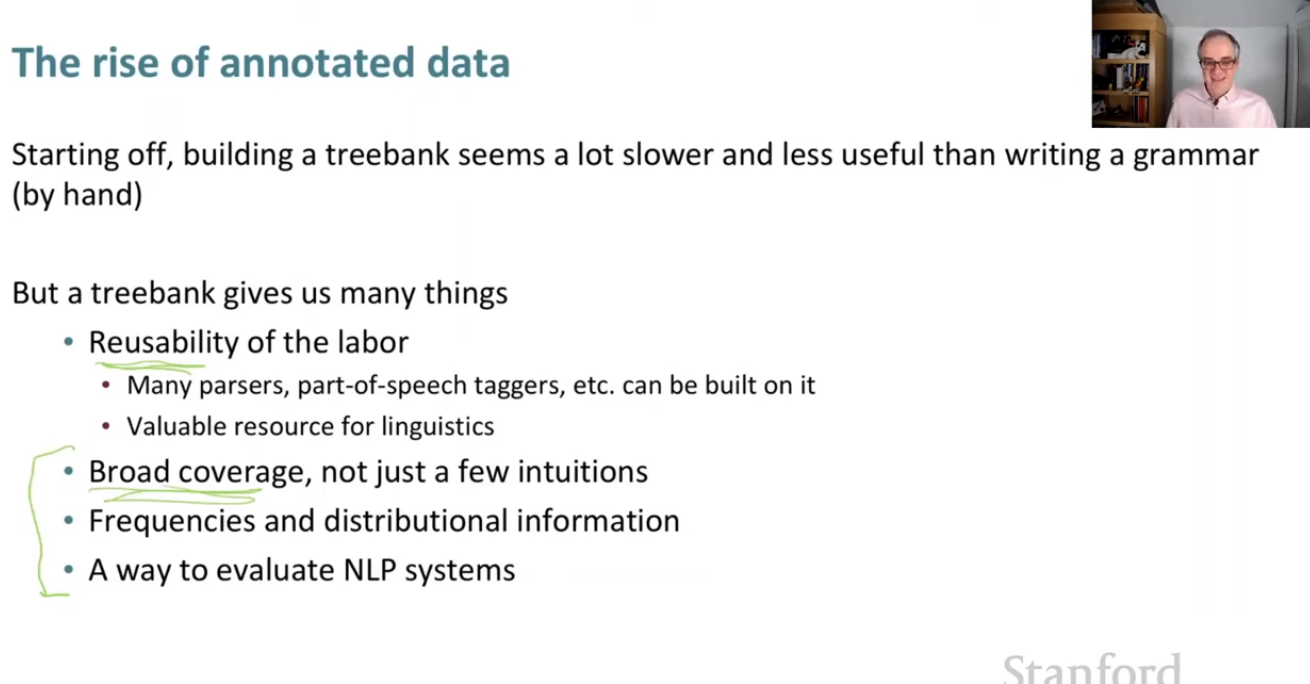 The rise of annotated data
Starting off, building a treebank seems a lot slower and less useful than writing a grammar
(by hand)
But a treebank gives us many things
• Reusability of the labor
• Many parsers, part-of-speech taggers, etc. can be built on it
• Valuable resource for linguistics
• Broad coverage, not just a few intuitions
• Frequencies and distributional information
• A way to evaluate NLP systems
Stanford